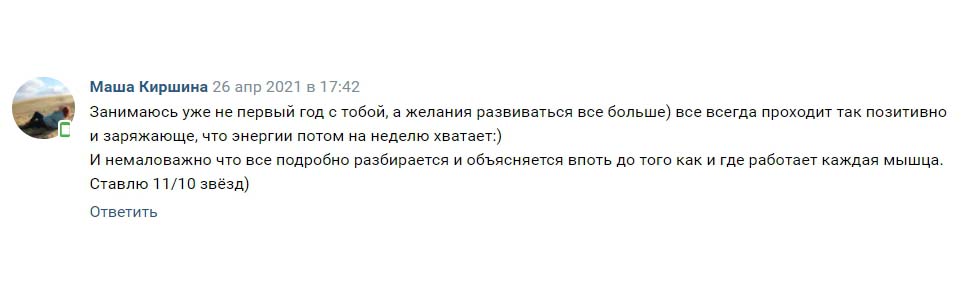 Маша Киршина 26 апр 2021 в 17:42
Занимаюсь уже не первый год с тобой, а желания развиваться все больше) все всегда проходит так позитивно
и заряжающе, что энергии потом на неделю хватает:)
И немаловажно что все подробно разбирается и объясняется впоть до того как и где работает каждая мышца.
Ставлю 11/10 звёзд)
Ответить